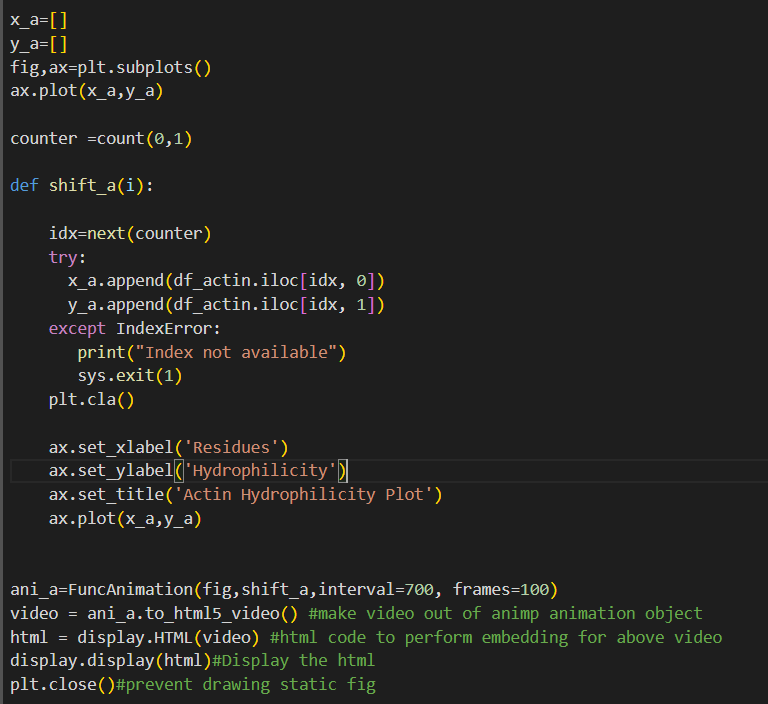 x_a=[]
y_a=[]
fig,ax=plt.subplots()
ax.plot(x_a,y_a)
counter =count(0,1)
def shift_a(i):
idx=next(counter)
try:
x_a.append(df_actin.iloc[idx, 0])
y_a.append(df_actin.iloc[idx, 1])
except IndexError:
print("Index not available")
sys.exit(1)
plt.cla()
ax.set_xlabel('Residues')
ax.set_ylabel('Hydrophilicity')
ax.set_title('Actin Hydrophilicity Plot')
ax.plot(x_a,y_a)
ani_a=FuncAnimation(fig,shift_a,interval=700, frames=100)
video = ani_a.to_html5_video() #make video out of animp animation object
html = display.HTML(video) #html code to perform embedding for above video
display.display(html)#Display the html
plt.close()#prevent drawing static fig